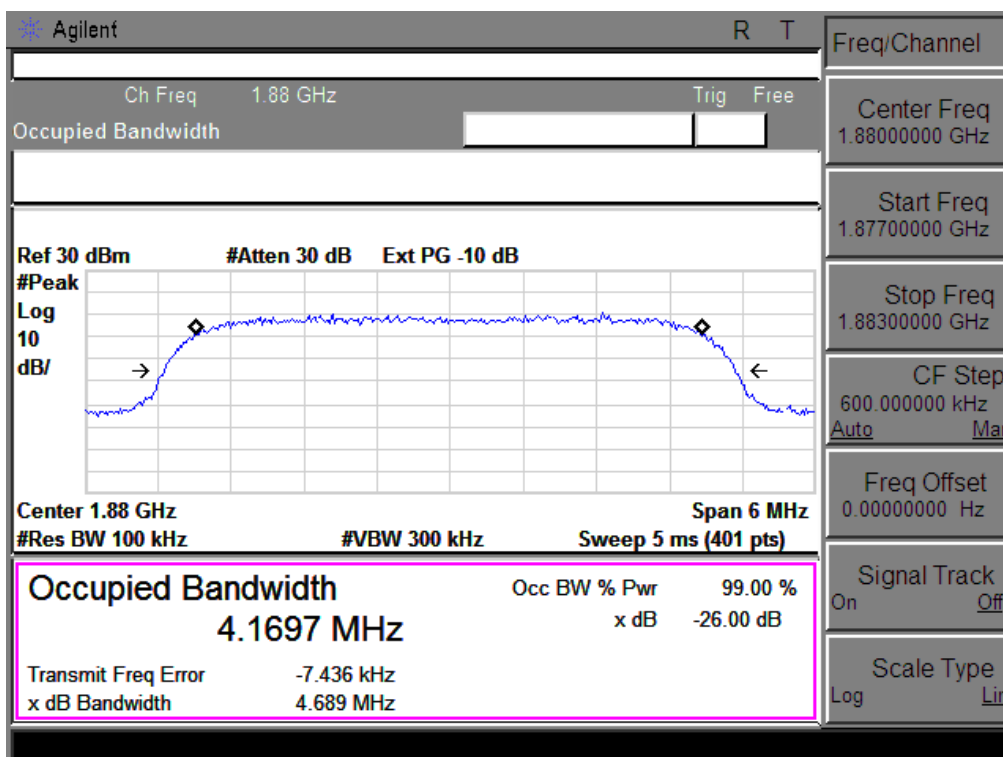 Agilent R T
Freq/Channel
Ch Freq 1.88 GHz Trig Free
Occupied Bandwidth
Center Freq
1.88000000 GHz
Start Freq
1.87700000 GHz
Stop Freq
1.88300000 GHz
CF Step
600.000000 kHz
Auto Ma
Freq Offset
0.00000000 Hz
Signal Track
On Off
Scale Type
Log Lin
Ref 30 dBm #Atten 30 dB Ext PG -10 dB
#Peak
Log
10
dB/
Center 1.88 GHz Span 6 MHz
#Res BW 100 kHz #VBW 300 kHz Sweep 5 ms (401 pts)
Occupied Bandwidth Occ BW % Pwr 99.00 %
4.1697 MHz x dB -26.00 dB
Transmit Freq Error -7.436 kHz
x dB Bandwidth 4.689 MHz